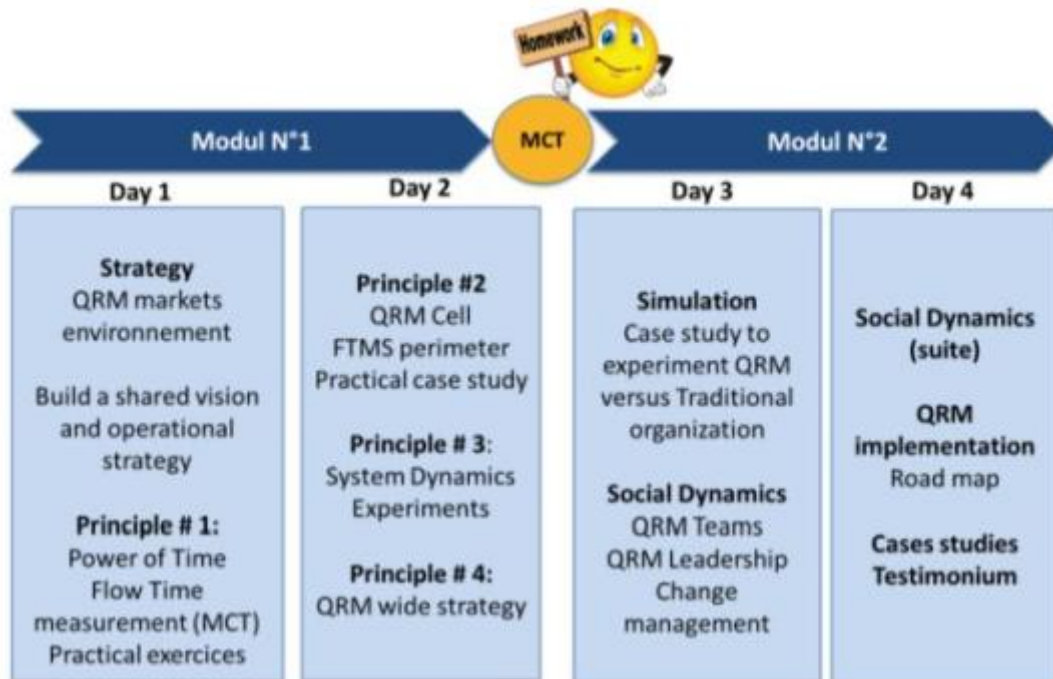 Homework
Modul N°1
MCT
Modul N°2
Day 1
Strategy
QRM markets
environnement
Build a shared vision
and operational
strategy
Principle # 1:
Power of Time
Flow Time
measurement (MCT)
Practical exercices
Day 2
Principle #2
QRM Cell
FTMS perimeter
Practical case study
Principle # 3:
System Dynamics
Experiments
Principle # 4:
QRM wide strategy
Day 3
Simulation
Case study to
experiment QRM
versus Traditional
organization
Social Dynamics
QRM Teams
QRM Leadership
Change
management
Day 4
Social Dynamics
(suite)
QRM
implementation
Road map
Cases studies
Testimonium